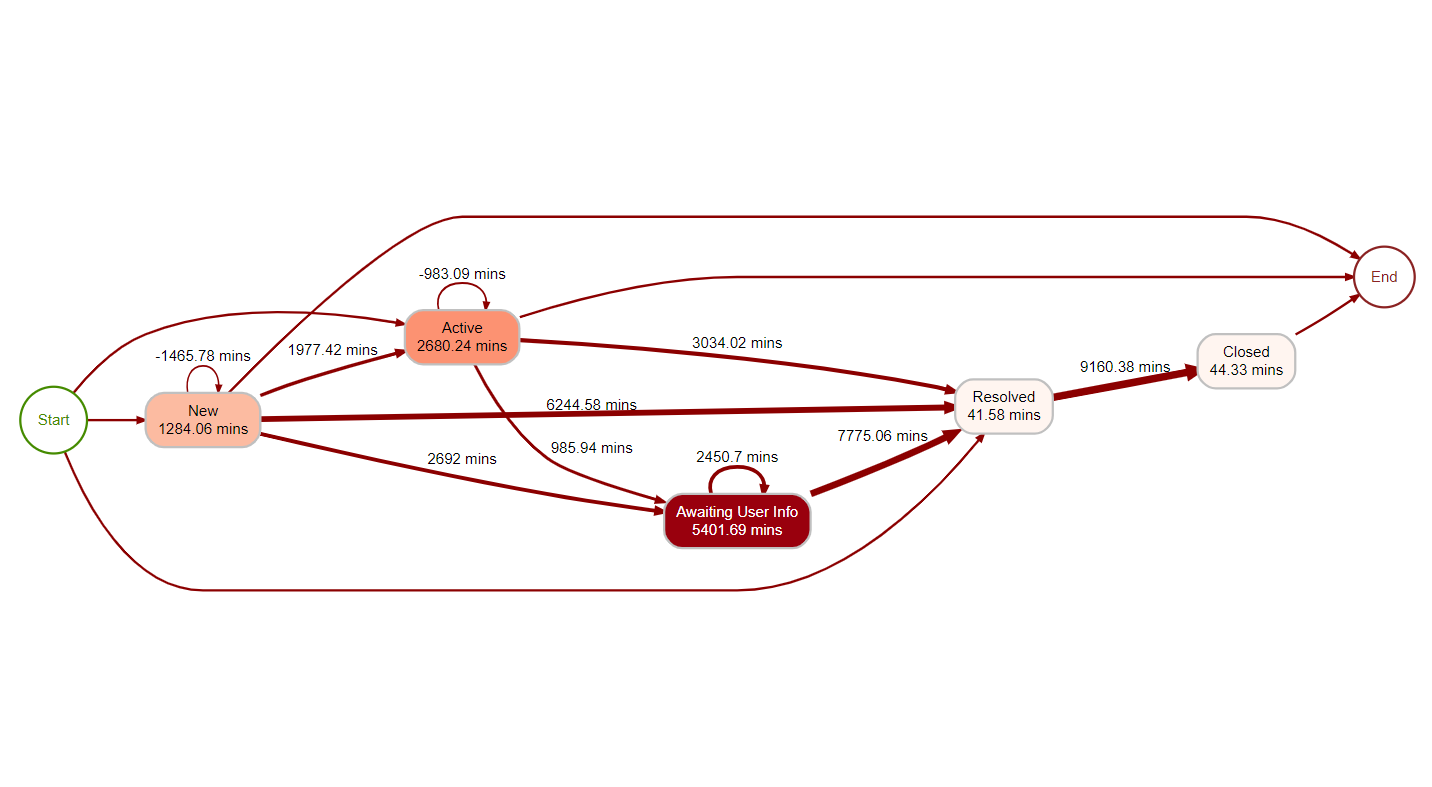 -983.09 mins
End
Active
2680.24 mins
3034.02 mins
1977.42 mins
-1465.78 mins
Closed
44.33 mins
9160.38 mins
Start
New
1284.06 mins
6244.58 mins
Resolved
41.58 mins
7775.06 mins
985.94 mins
2692 mins
2450.7 mins
Awaiting User Info
5401.69 mins